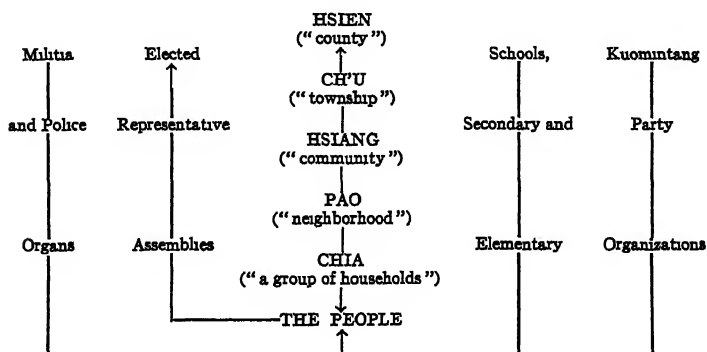 HSIEN
("county")
Militia Elected Schools, Kuomintang
CH'U
("township")
and Police Representative Secondary and Party
HSIANG
("community")
PAO
("neighborhood")
Organs Assemblies Elementary Organizations
CHIA
("a group of households")
THE PEOPLE